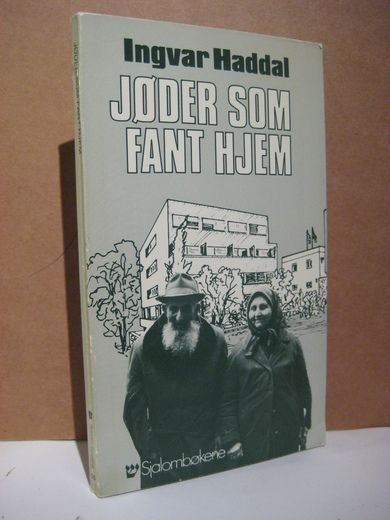 Ingvar Haddal
JØDER SOM
FANT HJEM
Sjalombøkene